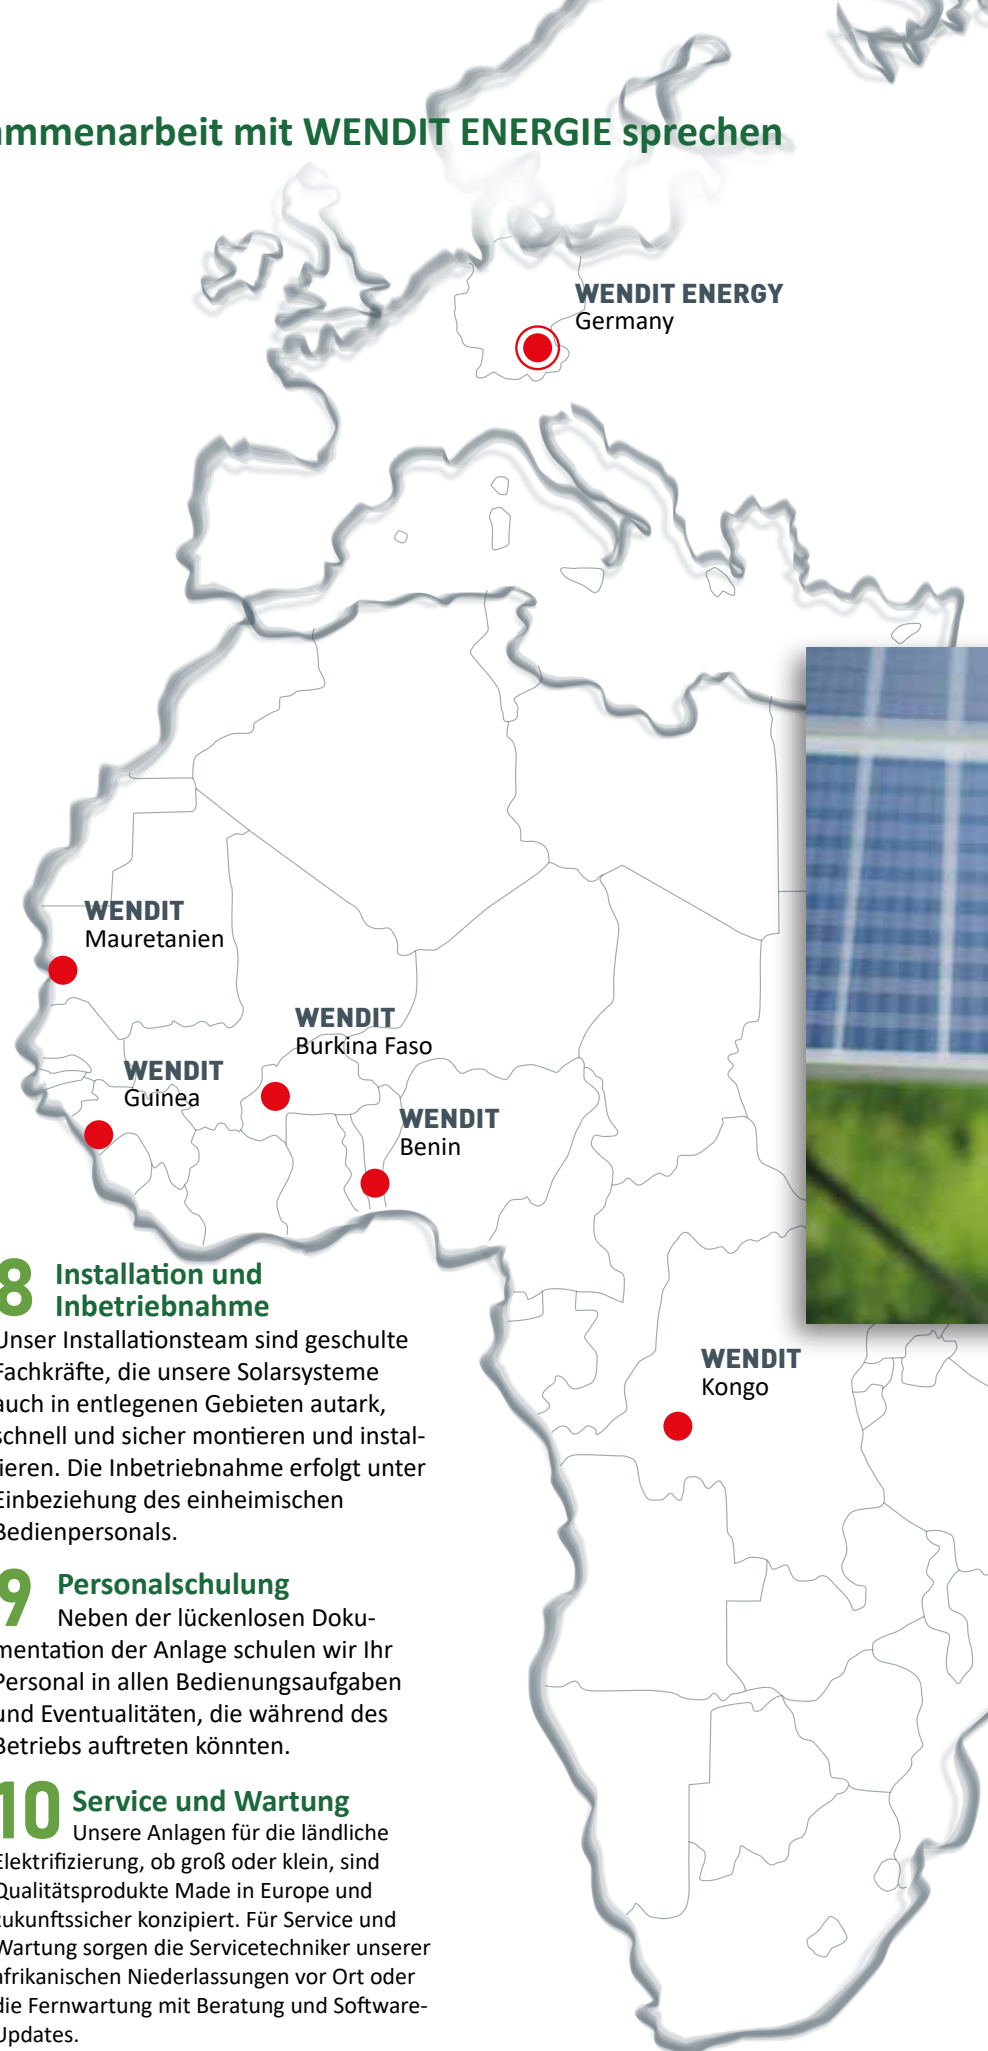 ammenarbeit mit WENDIT ENERGIE sprechen
WENDIT ENERGY
Germany
WENDIT
Mauretanien
WENDIT
Burkina Faso
WENDIT
Guinea
WENDIT
Benin
WENDIT
Kongo
8 Installation und
Inbetriebnahme
Unser Installationsteam sind geschulte
Fachkräfte, die unsere Solarsysteme
auch in entlegenen Gebieten autark,
schnell und sicher montieren und instal-
lieren. Die Inbetriebnahme erfolgt unter
Einbeziehung des einheimischen
Bedienpersonals.
9 Personalschulung
Neben der lückenlosen Doku-
mentation der Anlage schulen wir Ihr
Personal in allen Bedienungsaufgaben
und Eventualitäten, die während des
Betriebs auftreten könnten.
10 Service und Wartung
Unsere Anlagen für die ländliche
Elektrifizierung, ob groß oder klein, sind
Qualitätsprodukte Made in Europe und
zukunftssicher konzipiert. Für Service und
Wartung sorgen die Servicetechniker unserer
afrikanischen Niederlassungen vor Ort oder
die Fernwartung mit Beratung und Software-
Updates.